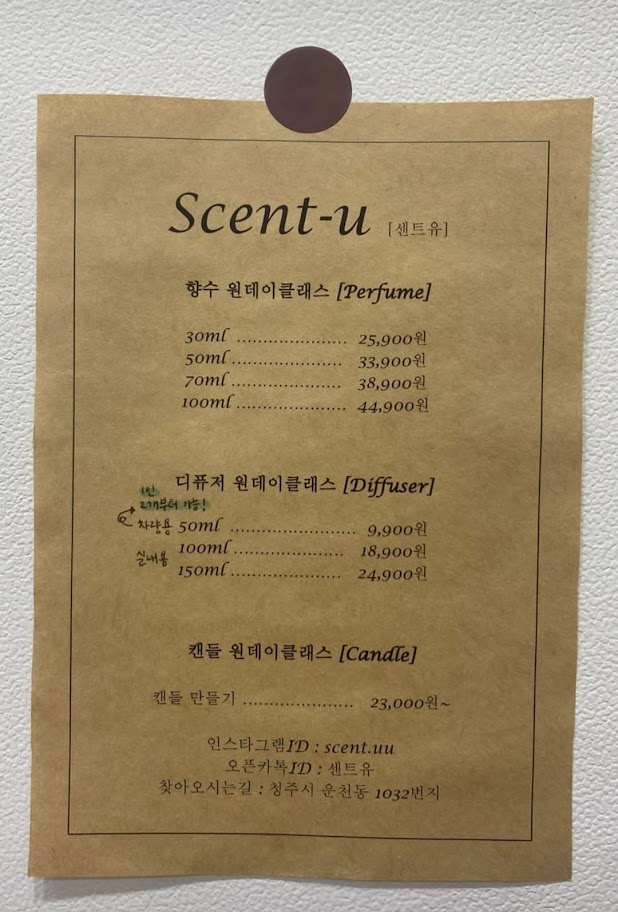 Scent-u [센트유]
향수 원데이클래스 [Perfume]
30ml ...................... 25,900원
50ml ...................... 33,900원
70ml ...................... 38,900원
100ml ...................... 44,900원
디퓨저 원데이클래스 [Diffuser]
1인
2개부터 가능!
차량용 50ml ......................... 9,900원
실내용 100ml ...................... 18,900원
150ml ...................... 24,900원
캔들 원데이클래스 [Candle]
캔들 만들기 ...................... 23,000원~
인스타그램ID : scent.uu
오픈카톡ID : 센트유
찾아오시는길 : 청주시 운천동 1032번지